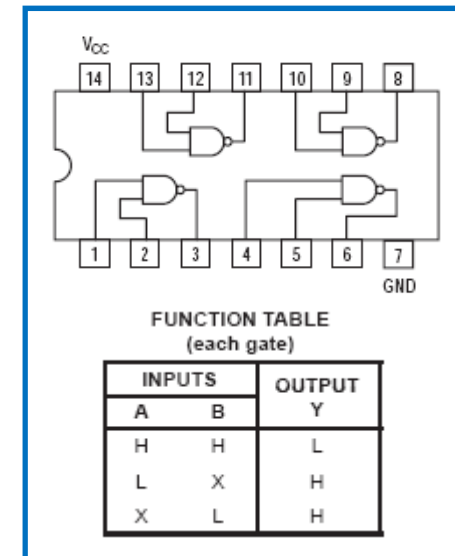 VCC
14 13 12 11 10 9 8
1 2 3 4 5 6 7
GND
FUNCTION TABLE
(each gate)
INPUTS OUTPUT
A B Y
H H L
L X H
X L H